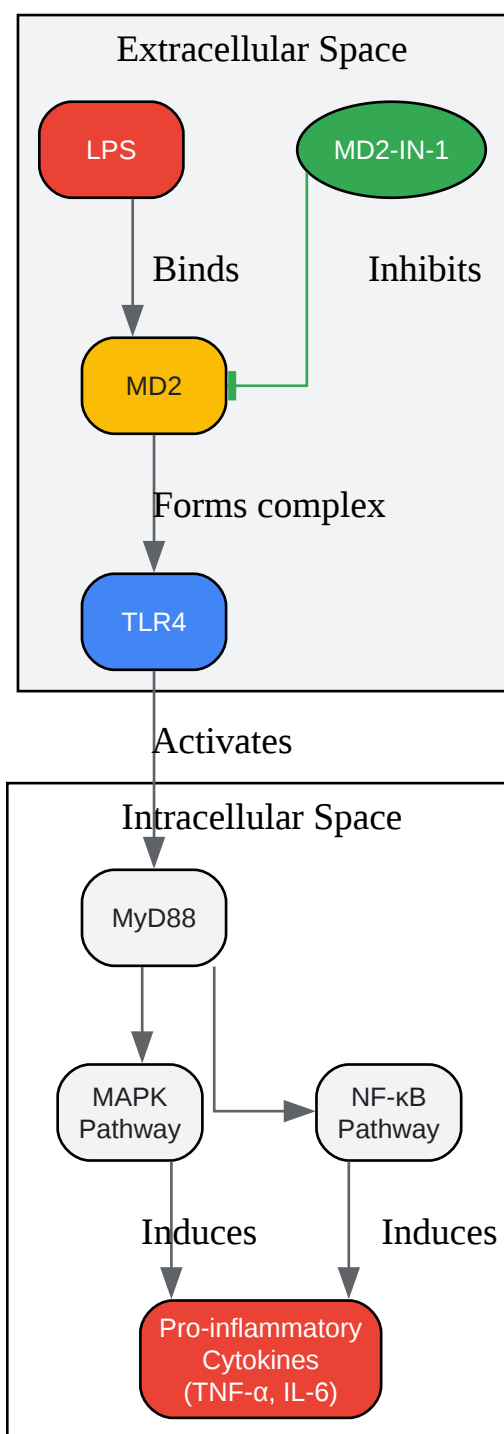 Extracellular Space
LPS
MD2-IN-1
Binds
Inhibits
MD2
Forms complex
TLR4
Activates
Intracellular Space
MyD88
MAPK
Pathway
NF-κB
Pathway
Induces
Induces
Pro-inflammatory
Cytokines
(TNF-α, IL-6)